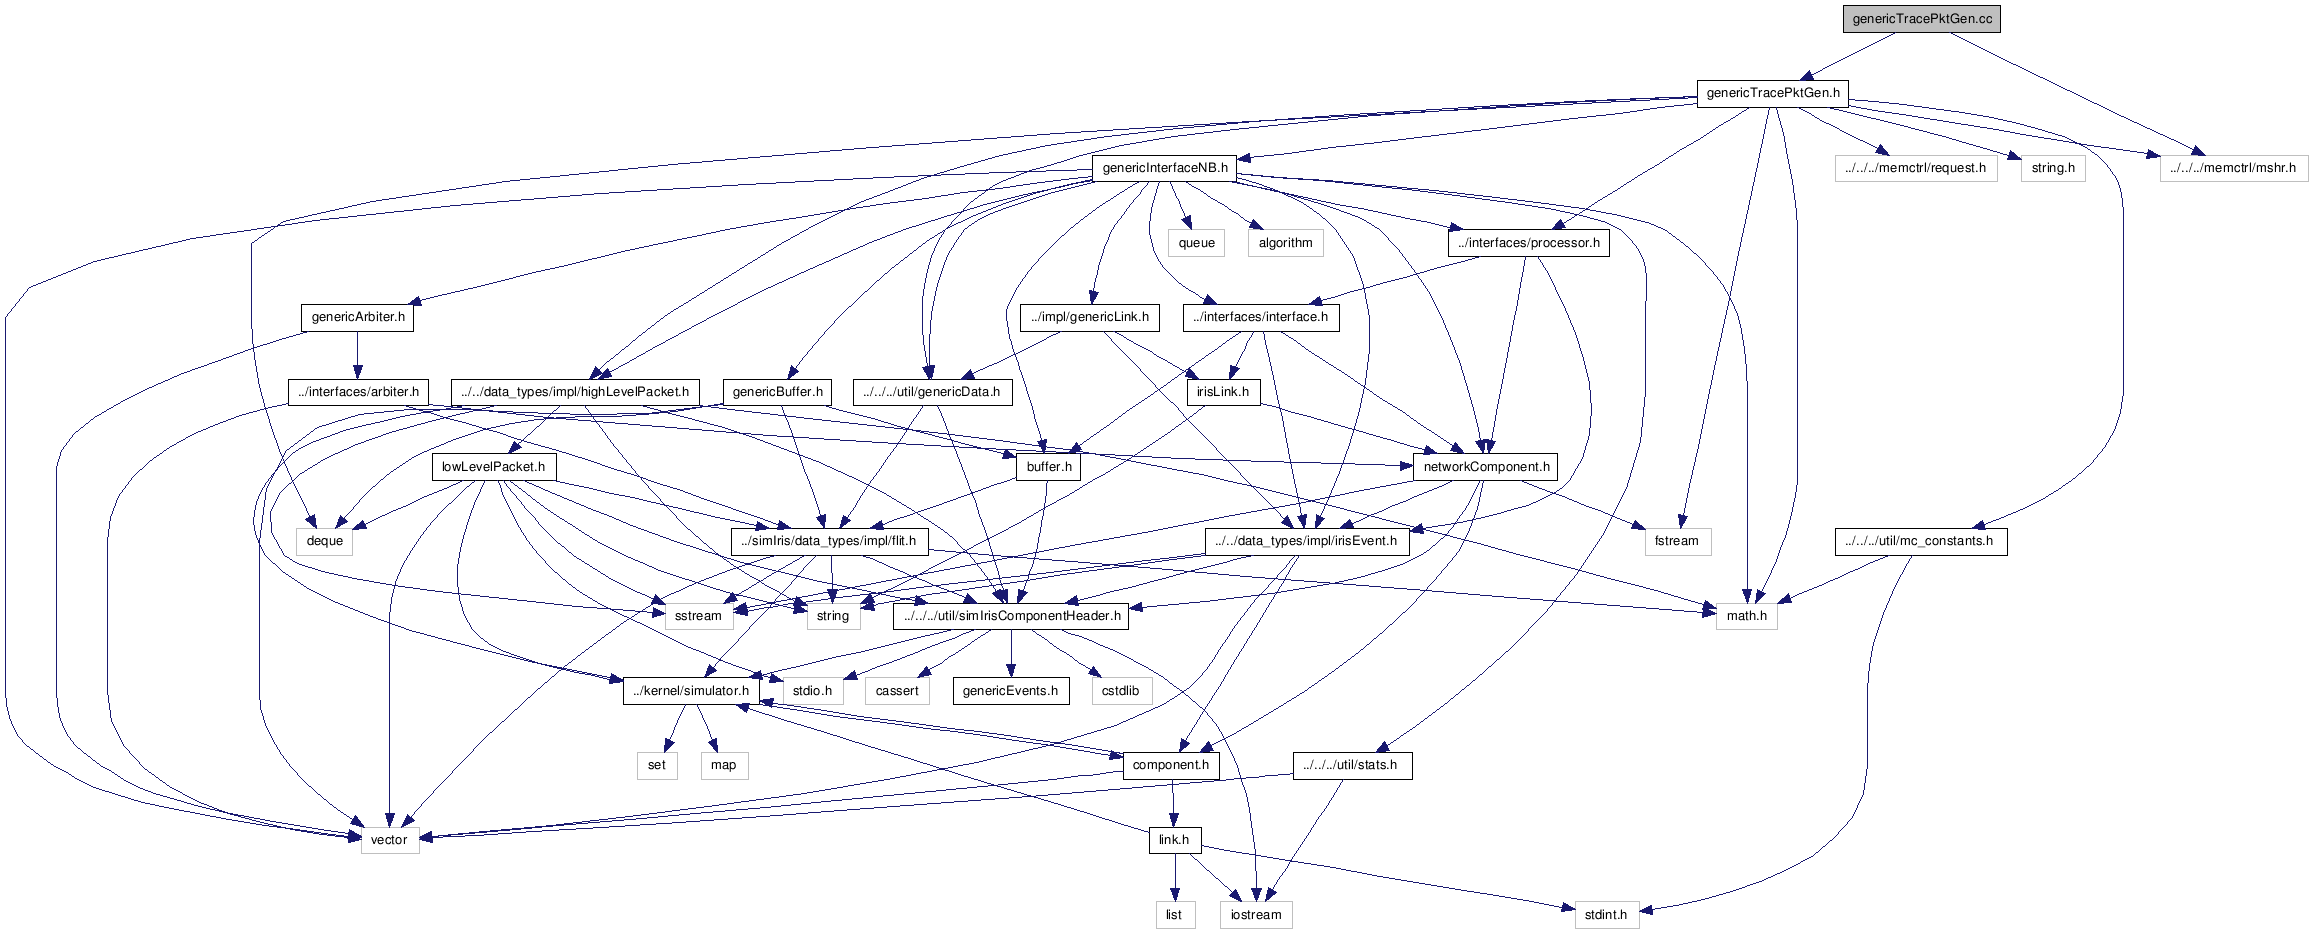 genericTracePktGen.cc
genericTracePktGen.h
genericInterfaceNB.h
../../../memctrl/request.h
string.h
../../../memctrl/mshr.h
queue
algorithm
../interfaces/processor.h
genericArbiter.h
../impl/genericLink.h
../interfaces/interface.h
../interfaces/arbiter.h
../../data_types/impl/highLevelPacket.h
genericBuffer.h
../../../util/genericData.h
irisLink.h
lowLevelPacket.h
buffer.h
networkComponent.h
deque
../simIris/data_types/impl/flit.h
../../data_types/impl/irisEvent.h
fstream
../../../util/mc_constants.h
sstream
string
../../../util/simIrisComponentHeader.h
math.h
../kernel/simulator.h
stdio.h
cassert
genericEvents.h
cstdlib
set
map
component.h
../../../util/stats.h
vector
link.h
list
iostream
stdint.h